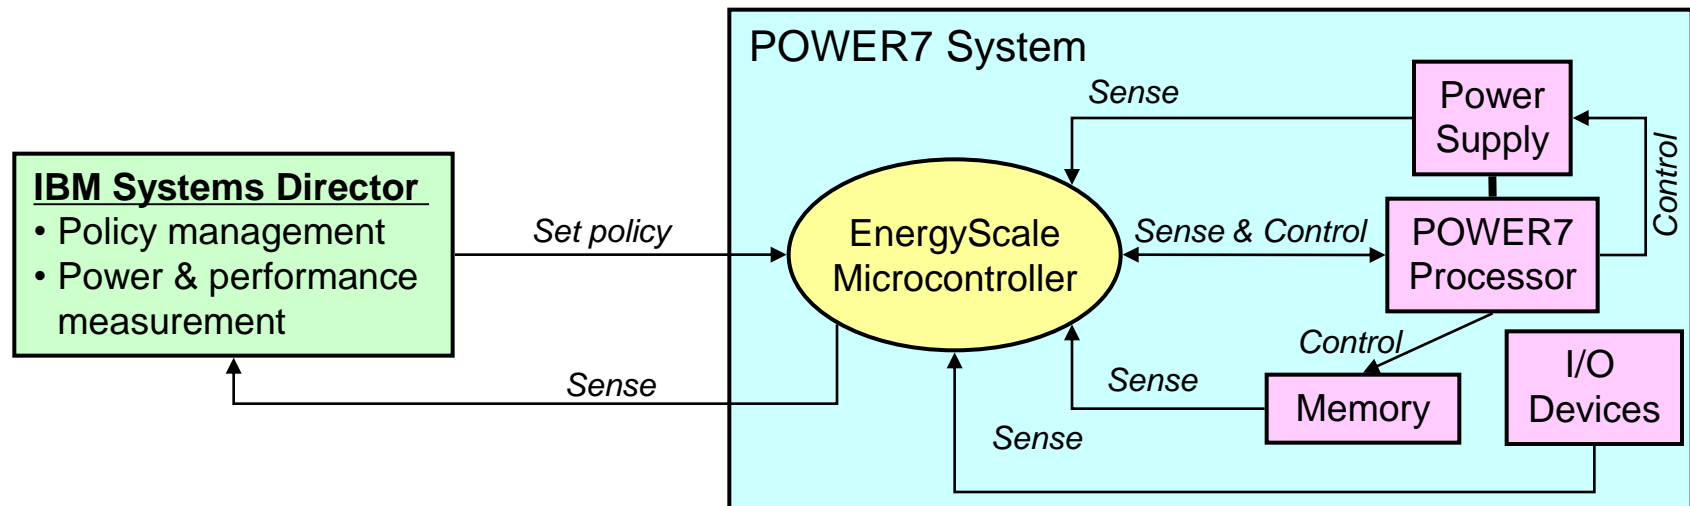 POWER7 System
Sense
Power
Supply
Control
IBM Systems Director
• Policy management
• Power & performance
measurement
Set policy
EnergyScale
Microcontroller
Sense & Control
POWER7
Processor
Control
I/O
Devices
Sense
Sense
Memory
Sense